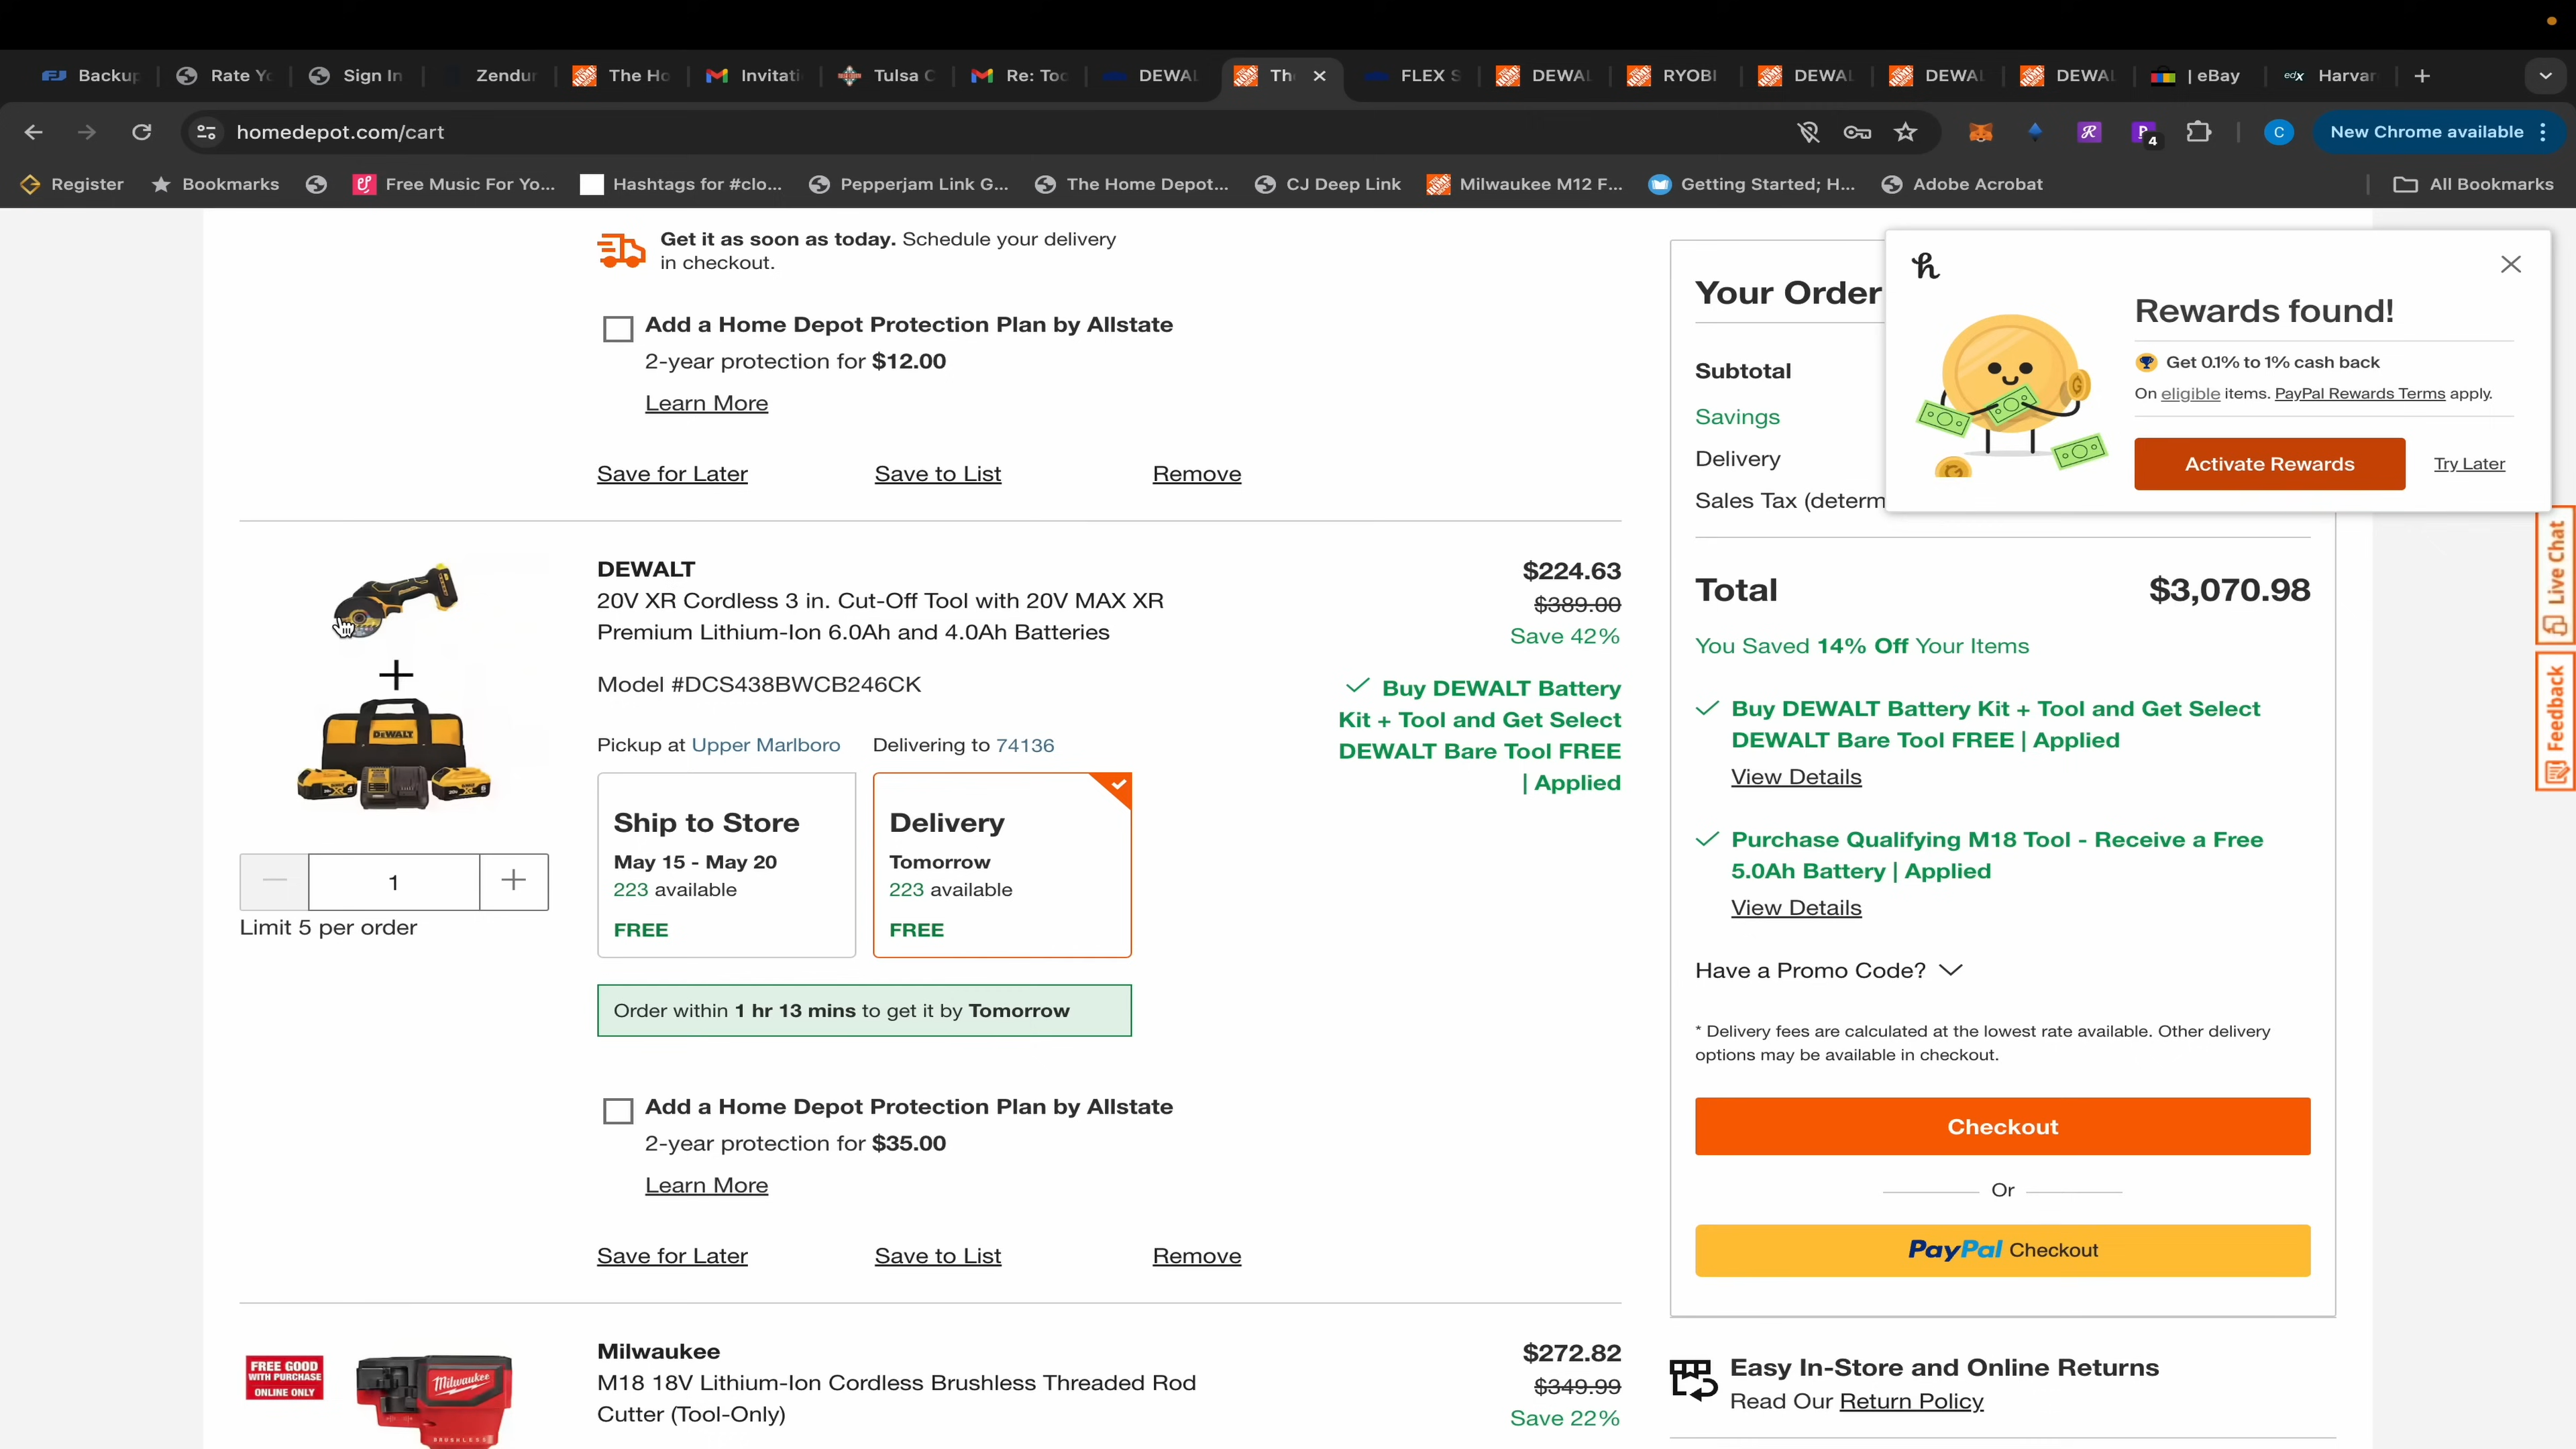 Backup
Rate Yo
Sign In
Zendur
The Ho
Invitati
Tulsa C
Re: Too
DEWAL
Th
FLEX S
DEWAL
RYOBI
DEWAL
DEWAL
DEWAL
| eBay
edx
Harvar
homedepot.com/cart
4
C
New Chrome available
Register
Bookmarks
Free Music For Yo...
Hashtags for #clo...
Pepperjam Link G...
The Home Depot...
CJ Deep Link
Milwaukee M12 F...
Getting Started; H...
Adobe Acrobat
All Bookmarks
Get it as soon as today. Schedule your delivery
in checkout.
Add a Home Depot Protection Plan by Allstate
2-year protection for $12.00
Learn More
Save for Later
Save to List
Remove
DEWALT
20V XR Cordless 3 in. Cut-Off Tool with 20V MAX XR
Premium Lithium-Ion 6.0Ah and 4.0Ah Batteries
Model #DCS438BWCB246CK
$224.63
$389.00
Save 42%
Buy DEWALT Battery
Kit + Tool and Get Select
DEWALT Bare Tool FREE
| Applied
DEWALT
Pickup at Upper Marlboro
Delivering to 74136
Ship to Store
May 15 - May 20
223 available
FREE
Delivery
Tomorrow
223 available
FREE
1
Limit 5 per order
Order within 1 hr 13 mins to get it by Tomorrow
Add a Home Depot Protection Plan by Allstate
2-year protection for $35.00
Learn More
Save for Later
Save to List
Remove
FREE GOOD
WITH PURCHASE
ONLINE ONLY
Milwaukee
BRUSHLESS
Milwaukee
M18 18V Lithium-Ion Cordless Brushless Threaded Rod
Cutter (Tool-Only)
$272.82
$349.99
Save 22%
Your Order
Subtotal
Savings
Delivery
Sales Tax (determ
Rewards found!
Get 0.1% to 1% cash back
On eligible items. PayPal Rewards Terms apply.
Activate Rewards
Try Later
Total
$3,070.98
You Saved 14% Off Your Items
Buy DEWALT Battery Kit + Tool and Get Select
DEWALT Bare Tool FREE | Applied
View Details
Purchase Qualifying M18 Tool - Receive a Free
5.0Ah Battery | Applied
View Details
Have a Promo Code?
* Delivery fees are calculated at the lowest rate available. Other delivery
options may be available in checkout.
Checkout
Or
PayPal Checkout
Easy In-Store and Online Returns
Read Our Return Policy
Live Chat
Feedback